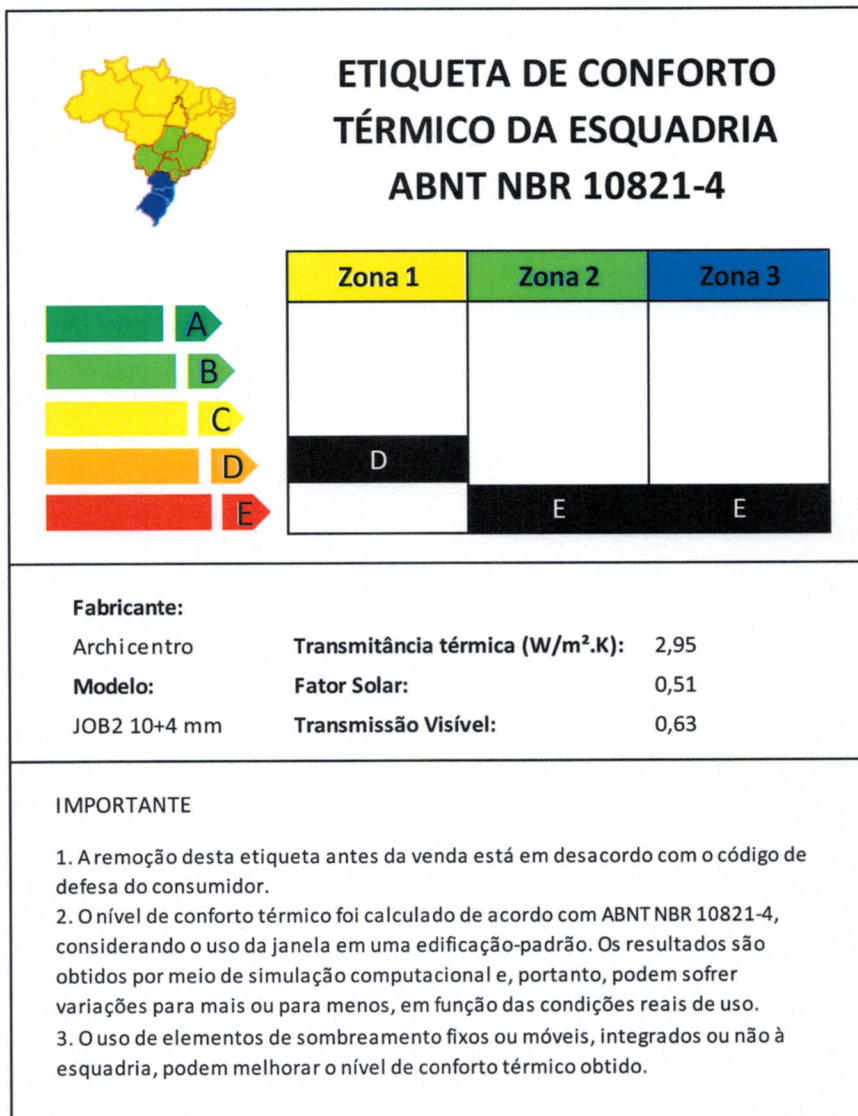 ETIQUETA DE CONFORTO
TÉRMICO DA ESQUADRIA
ABNT NBR 10821-4
Zona 1 Zona 2 Zona 3
A
B
C
D D
E E E
Fabricante:
Archicentro Transmitância térmica (W/m².K): 2,95
Modelo: Fator Solar: 0,51
JOB2 10+4 mm Transmissão Visível: 0,63
IMPORTANTE
1. A remoção desta etiqueta antes da venda está em desacordo com o código de
defesa do consumidor.
2. O nível de conforto térmico foi calculado de acordo com ABNT NBR 10821-4,
considerando o uso da janela em uma edificação-padrão. Os resultados são
obtidos por meio de simulação computacional e, portanto, podem sofrer
variações para mais ou para menos, em função das condições reais de uso.
3. O uso de elementos de sombreamento fixos ou móveis, integrados ou não à
esquadria, podem melhorar o nível de conforto térmico obtido.